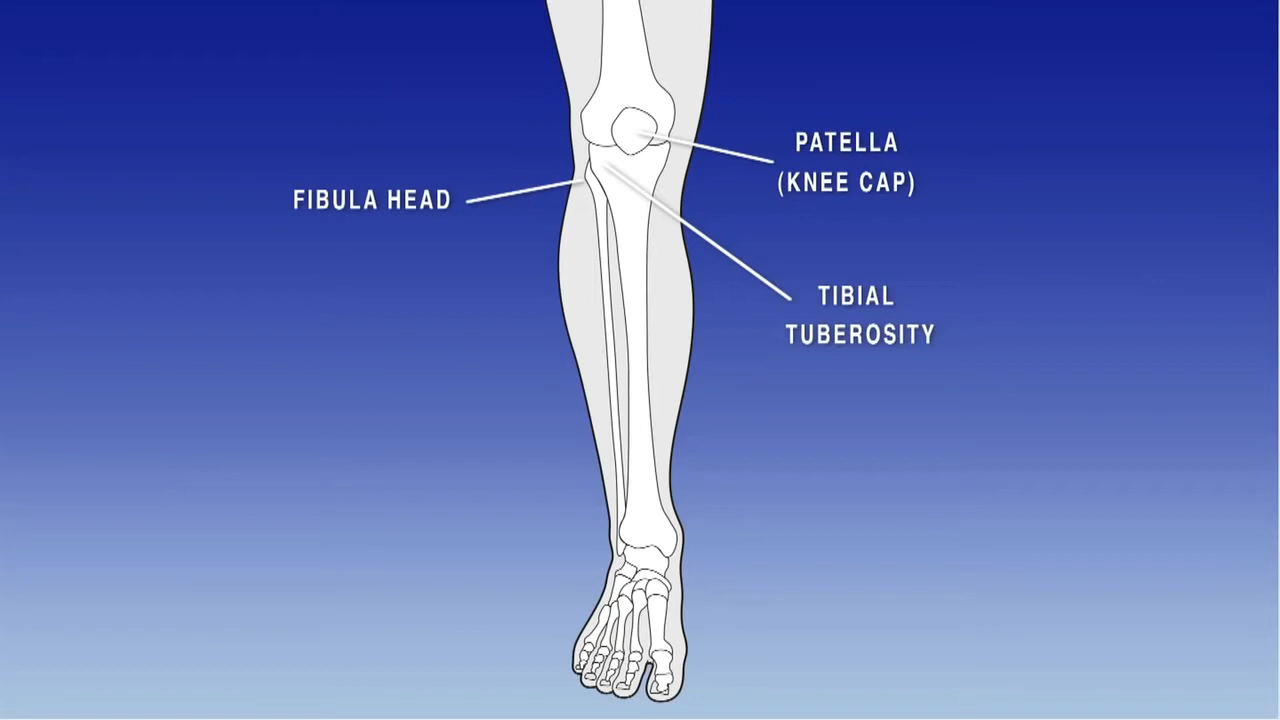 PATELLA
(KNEE CAP)
FIBULA HEAD
TIBIAL
TUBEROSITY